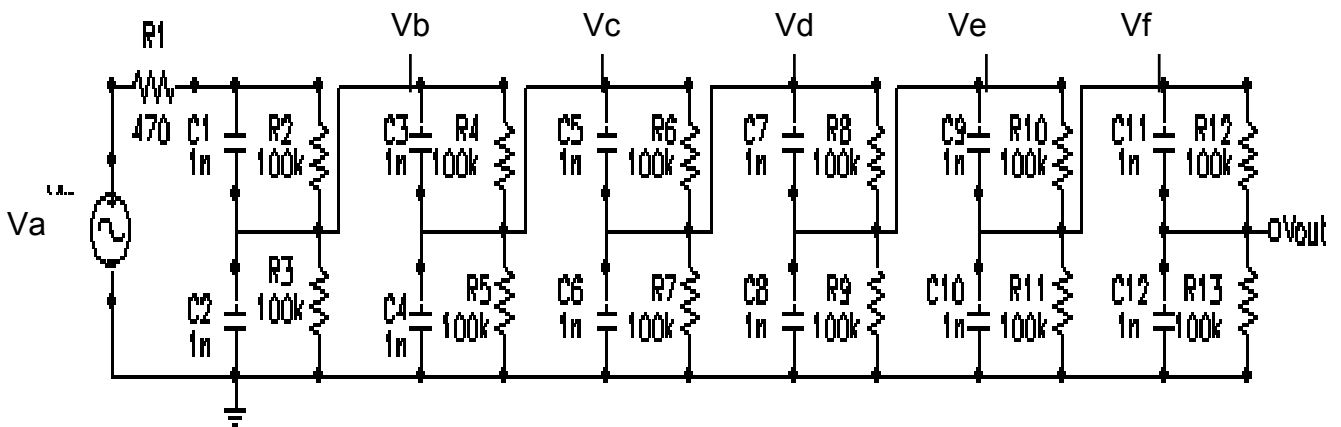 Vb Vc Vd Ve Vf
R1
470 C1 R2 C3 R4 C5 R6 C7 R8 C9 R10 C11 R12
1n 100k 1n 100k 1n 100k 1n 100k 1n 100k 1n 100k
Va
Vout
C2 R3 C4 R5 C6 R7 C8 R9 C10 R11 C12 R13
1n 100k 1n 100k 1n 100k 1n 100k 1n 100k 1n 100k